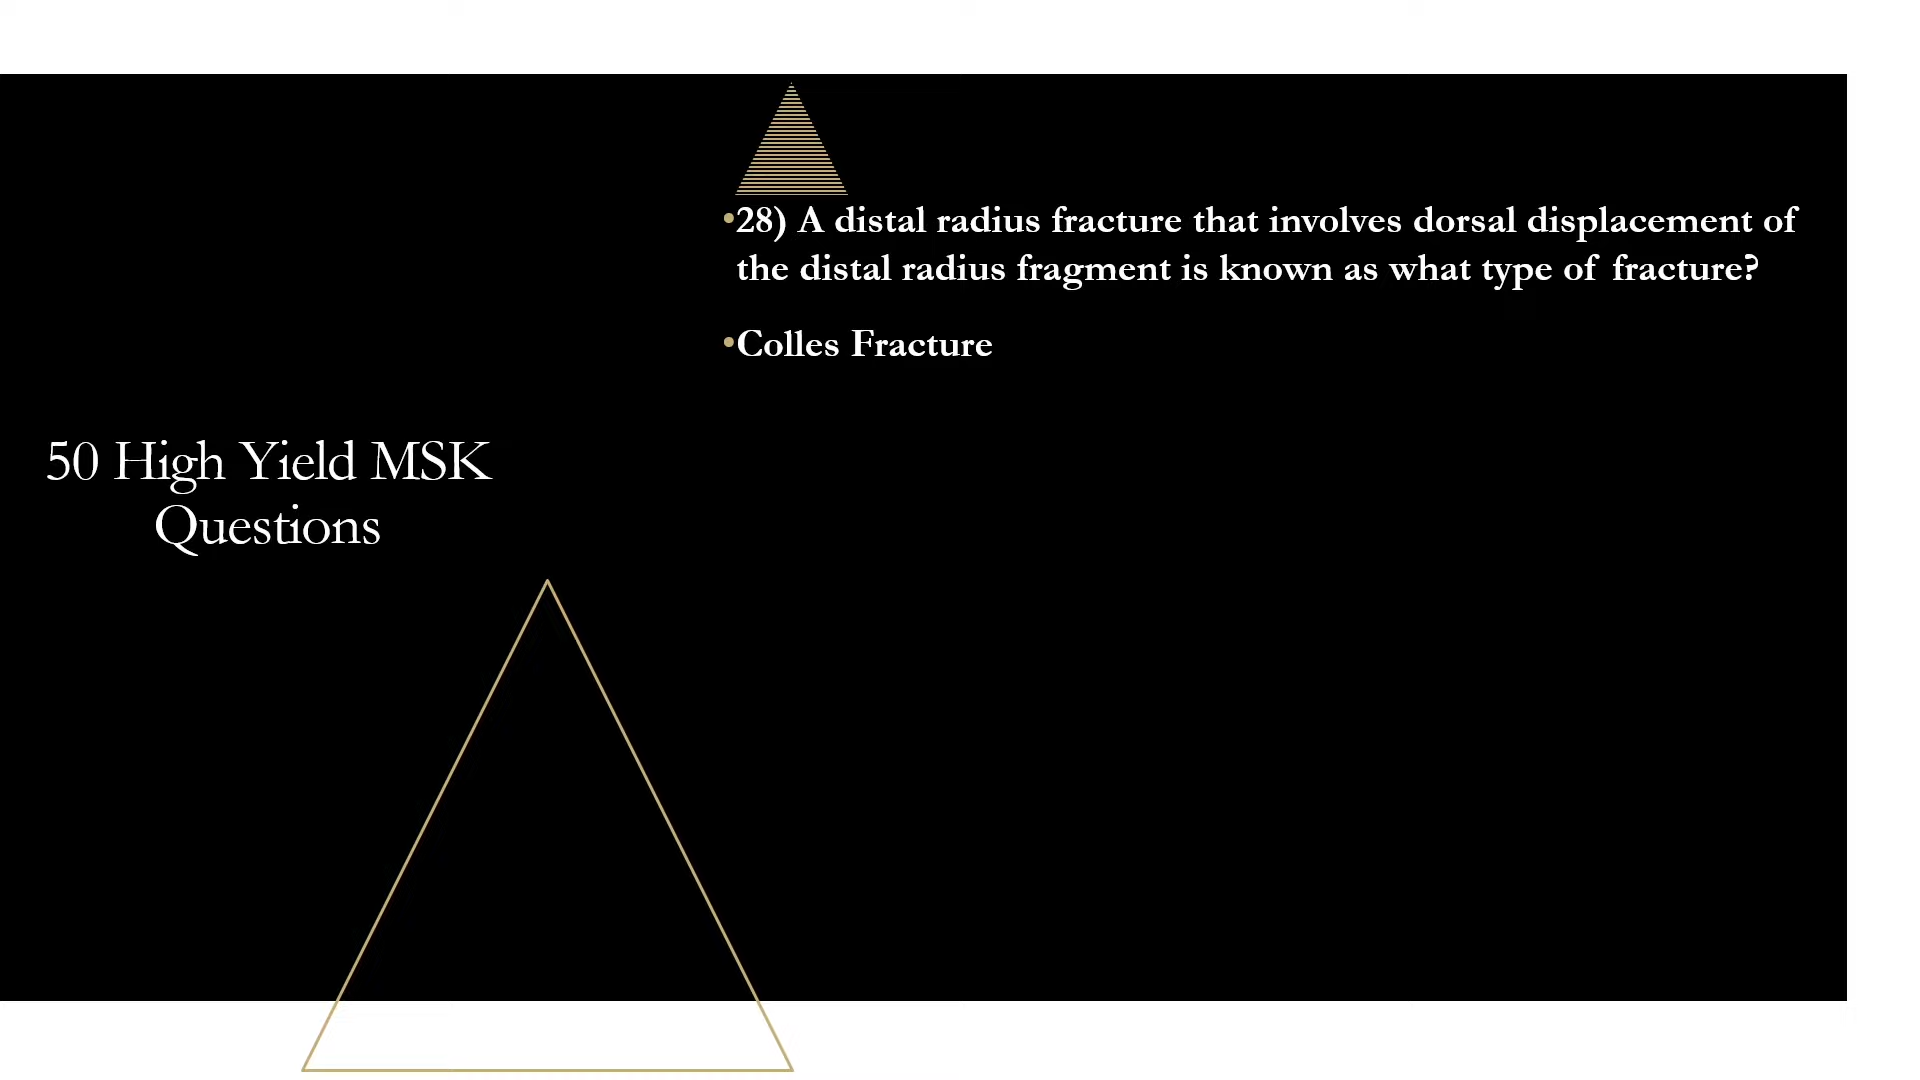 50 High Yield MSK
Questions
•28) A distal radius fracture that involves dorsal displacement of
the distal radius fragment is known as what type of fracture?
•Colles Fracture